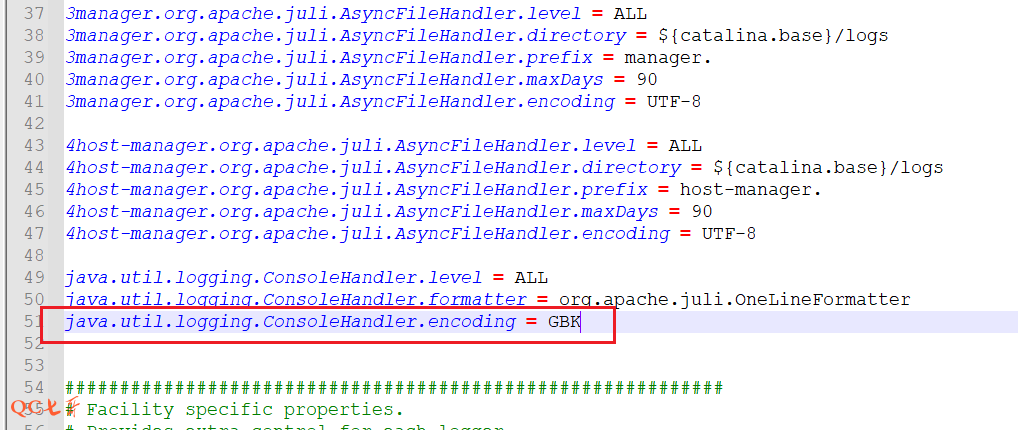 37 3manager.org.apache.juli.AsyncFileHandler.level = ALL
38 3manager.org.apache.juli.AsyncFileHandler.directory = ${catalina.base}/logs
39 3manager.org.apache.juli.AsyncFileHandler.prefix = manager.
40 3manager.org.apache.juli.AsyncFileHandler.maxDays = 90
41 3manager.org.apache.juli.AsyncFileHandler.encoding = UTF-8
42
43 4host-manager.org.apache.juli.AsyncFileHandler.level = ALL
44 4host-manager.org.apache.juli.AsyncFileHandler.directory = ${catalina.base}/logs
45 4host-manager.org.apache.juli.AsyncFileHandler.prefix = host-manager.
46 4host-manager.org.apache.juli.AsyncFileHandler.maxDays = 90
47 4host-manager.org.apache.juli.AsyncFileHandler.encoding = UTF-8
48
49 java.util.logging.ConsoleHandler.level = ALL
50 java.util.logging.ConsoleHandler.formatter = org.apache.juli.OneLineFormatter
51 java.util.logging.ConsoleHandler.encoding = GBK
52
53
54 ############################################################
55 # Facility specific properties.
56 # Provides extra control for each logger.